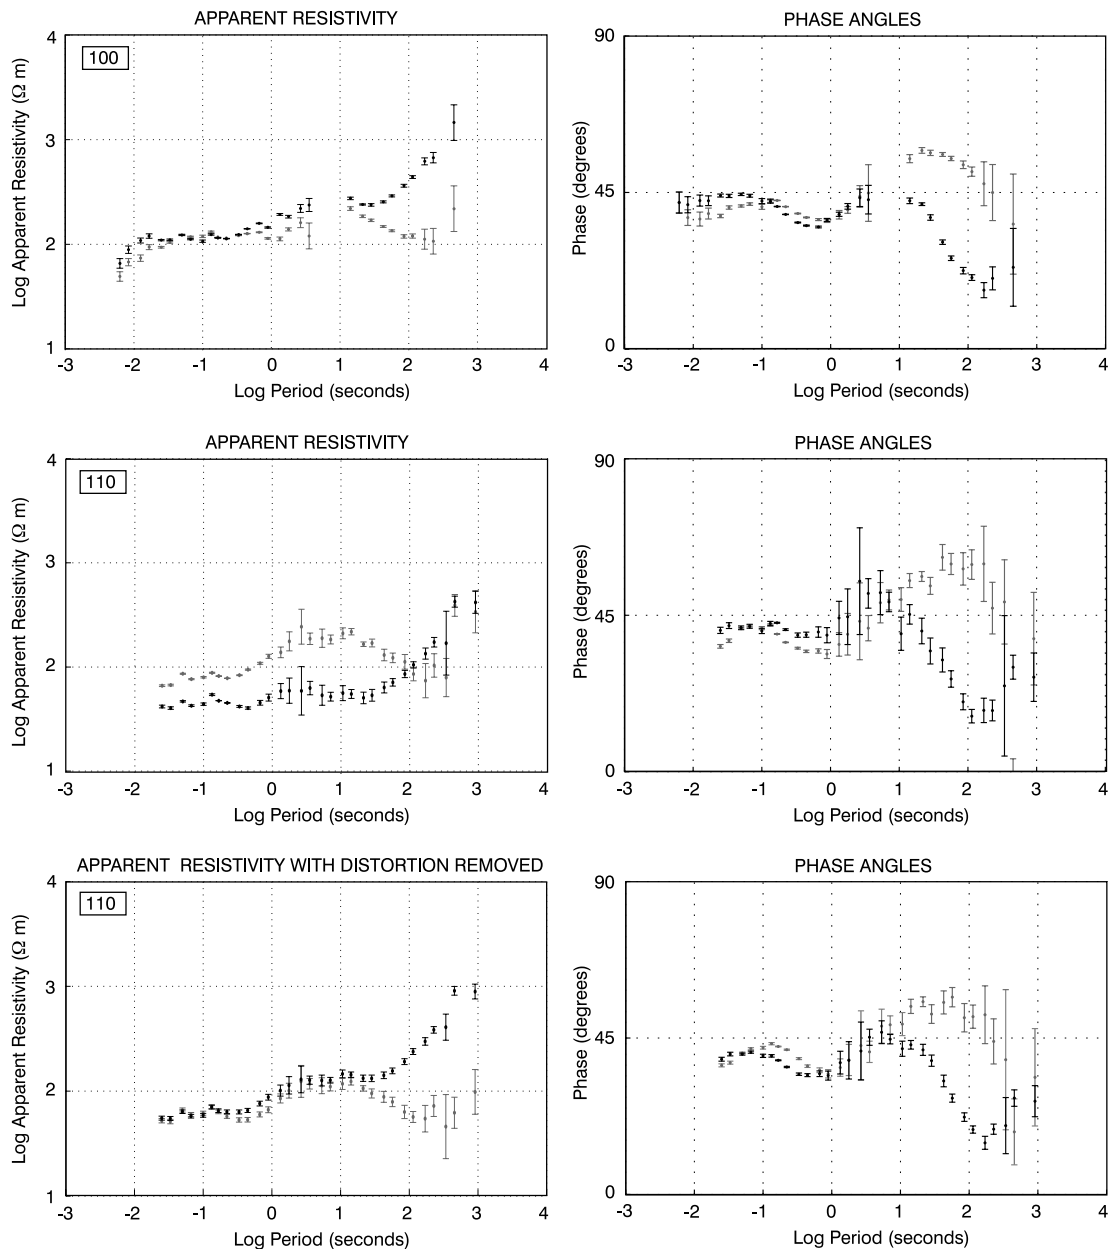 APPARENT RESISTIVITY
PHASE ANGLES
4
3
2
1
100
Log Apparent Resistivity (Ω m)
-3 -2 -1 0 1 2 3 4
Log Period (seconds)
90
45
0
Phase (degrees)
-3 -2 -1 0 1 2 3 4
Log Period (seconds)
APPARENT RESISTIVITY
PHASE ANGLES
4
3
2
1
110
Log Apparent Resistivity (Ω m)
-3 -2 -1 0 1 2 3 4
Log Period (seconds)
90
45
0
Phase (degrees)
-3 -2 -1 0 1 2 3 4
Log Period (seconds)
APPARENT RESISTIVITY WITH DISTORTION REMOVED
PHASE ANGLES
4
3
2
1
110
Log Apparent Resistivity (Ω m)
-3 -2 -1 0 1 2 3 4
Log Period (seconds)
90
45
0
Phase (degrees)
-3 -2 -1 0 1 2 3 4
Log Period (seconds)